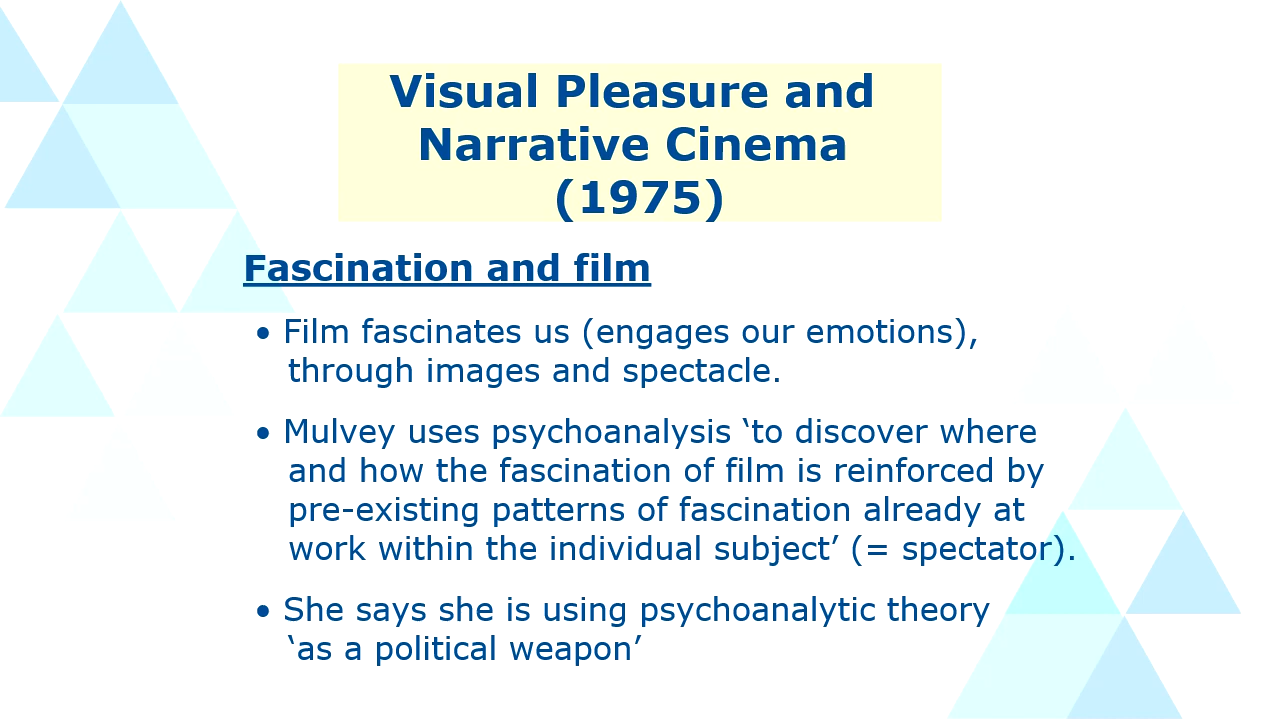 Visual Pleasure and
Narrative Cinema
(1975)
Fascination and film
• Film fascinates us (engages our emotions),
through images and spectacle.
• Mulvey uses psychoanalysis ‘to discover where
and how the fascination of film is reinforced by
pre-existing patterns of fascination already at
work within the individual subject’ (= spectator).
• She says she is using psychoanalytic theory
‘as a political weapon’